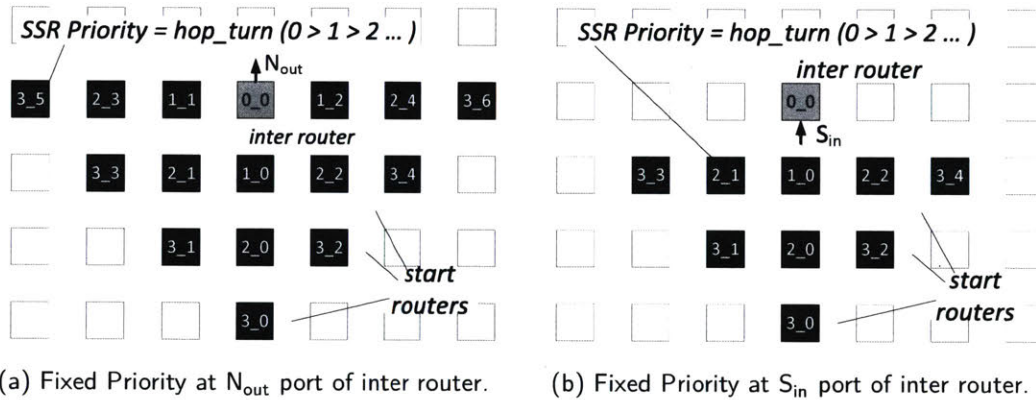 SSR Priority = hop_turn (0 > 1 > 2 ... )
N_out
3_5 2_3 1_1 0_0 1_2 2_4 3_6
inter router
3_3 2_1 1_0 2_2 3_4
3_1 2_0 3_2
start
routers
3_0
(a) Fixed Priority at N_out port of inter router.
SSR Priority = hop_turn (0 > 1 > 2 ... )
inter router
0_0
S_in
3_3 2_1 1_0 2_2 3_4
3_1 2_0 3_2
start
routers
3_0
(b) Fixed Priority at S_in port of inter router.